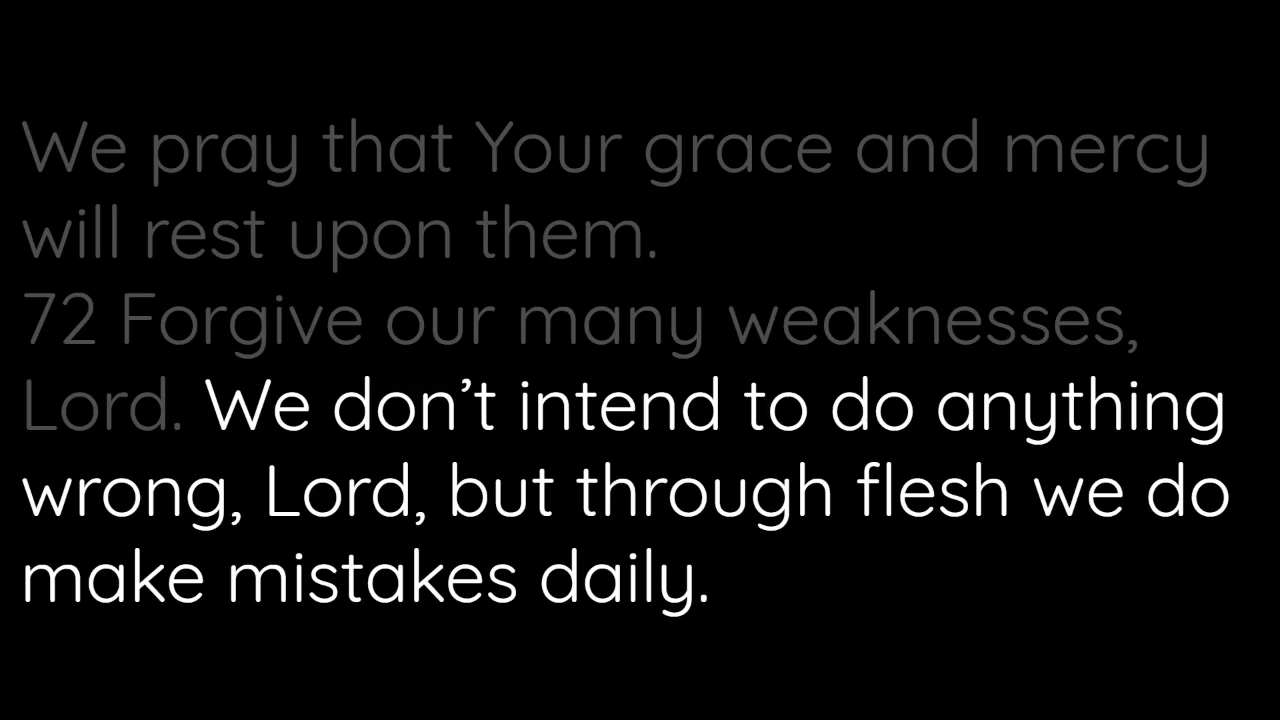 We pray that Your grace and mercy
will rest upon them.
72 Forgive our many weaknesses,
Lord. We don’t intend to do anything
wrong, Lord, but through flesh we do
make mistakes daily.